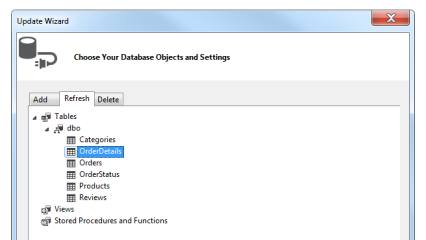 Update Wizard
Choose Your Database Objects and Settings
Add Refresh Delete
Tables
dbo
Categories
OrderDetails
Orders
OrderStatus
Products
Reviews
Views
Stored Procedures and Functions